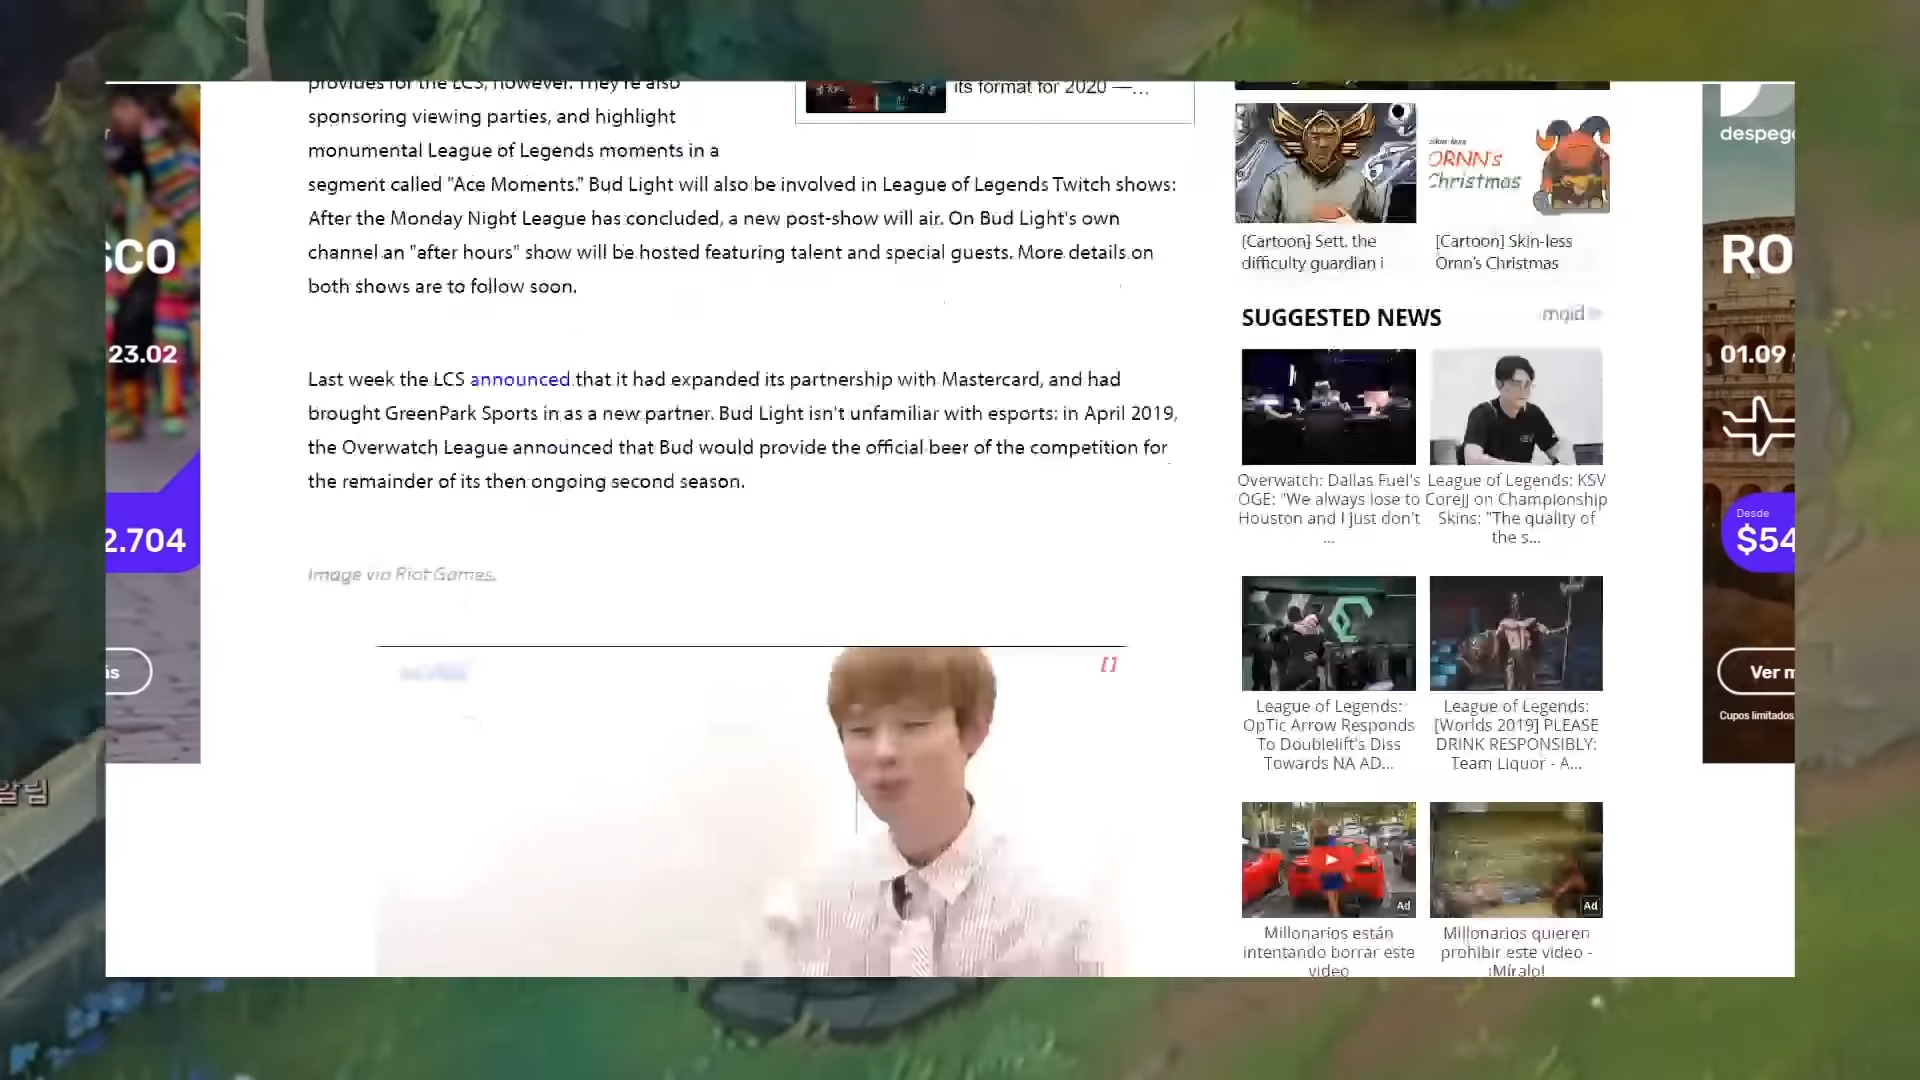 provides for the LCS, however. They're also
sponsoring viewing parties, and highlight
monumental League of Legends moments in a
segment called "Ace Moments." Bud Light will also be involved in League of Legends Twitch shows:
After the Monday Night League has concluded, a new post-show will air. On Bud Light's own
channel an "after hours" show will be hosted featuring talent and special guests. More details on
both shows are to follow soon.
Last week the LCS announced that it had expanded its partnership with Mastercard, and had
brought GreenPark Sports in as a new partner. Bud Light isn't unfamiliar with esports: in April 2019,
the Overwatch League announced that Bud would provide the official beer of the competition for
the remainder of its then ongoing second season.
Image via Riot Games.
its format for 2020 —...
ORNN's
Christmas
[Cartoon] Sett, the
difficulty guardian i
[Cartoon] Skin-less
Ornn's Christmas
SUGGESTED NEWS
mgid
Overwatch: Dallas Fuel's
OGE: "We always lose to
Houston and I just don't
...
League of Legends: KSV
CoreJJ on Championship
Skins: "The quality of
the s...
League of Legends:
OpTic Arrow Responds
To Doublelift's Diss
Towards NA AD...
League of Legends:
[Worlds 2019] PLEASE
DRINK RESPONSIBLY:
Team Liquor - A...
Ad
Millonarios están
intentando borrar este
video
Ad
Millonarios quieren
prohibir este video -
¡Míralo!
SCO
23.02
2.704
ás
despeg
RO
01.09
Desde
$54
Ver m
Cupos limitados
알림